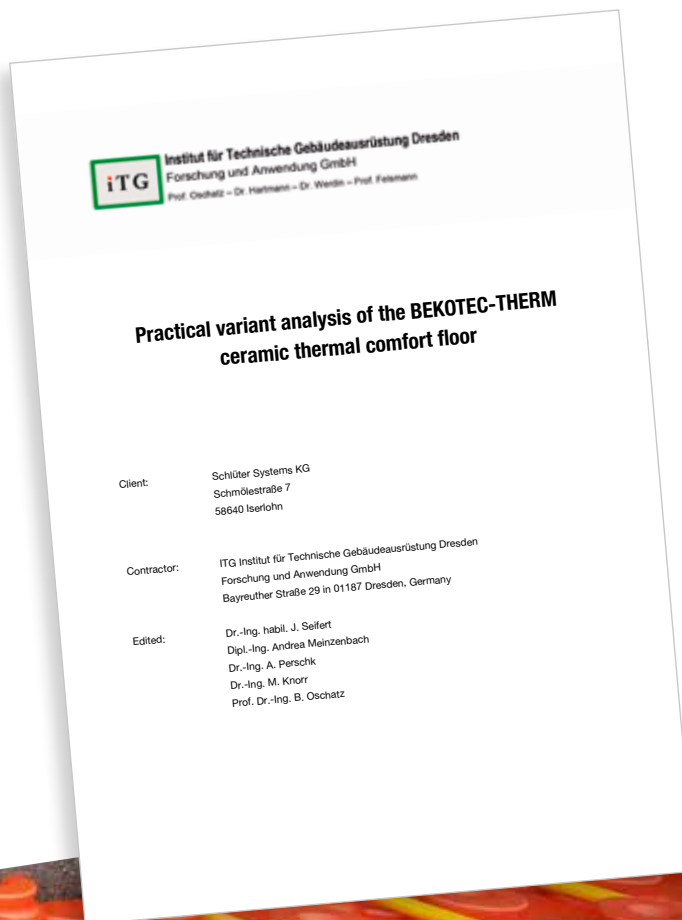 iTG
Institut für Technische Gebäudeausrüstung Dresden
Forschung und Anwendung GmbH
Prof. Oschatz – Dr. Hartmann – Dr. Werdin – Prof. Felsmann
Practical variant analysis of the BEKOTEC-THERM
ceramic thermal comfort floor
Client:
Schlüter Systems KG
Schmölestraße 7
58640 Iserlohn
Contractor:
ITG Institut für Technische Gebäudeausrüstung Dresden
Forschung und Anwendung GmbH
Bayreuther Straße 29 in 01187 Dresden, Germany
Edited:
Dr.-Ing. habil. J. Seifert
Dipl.-Ing. Andrea Meinzenbach
Dr.-Ing. A. Perschk
Dr.-Ing. M. Knorr
Prof. Dr.-Ing. B. Oschatz